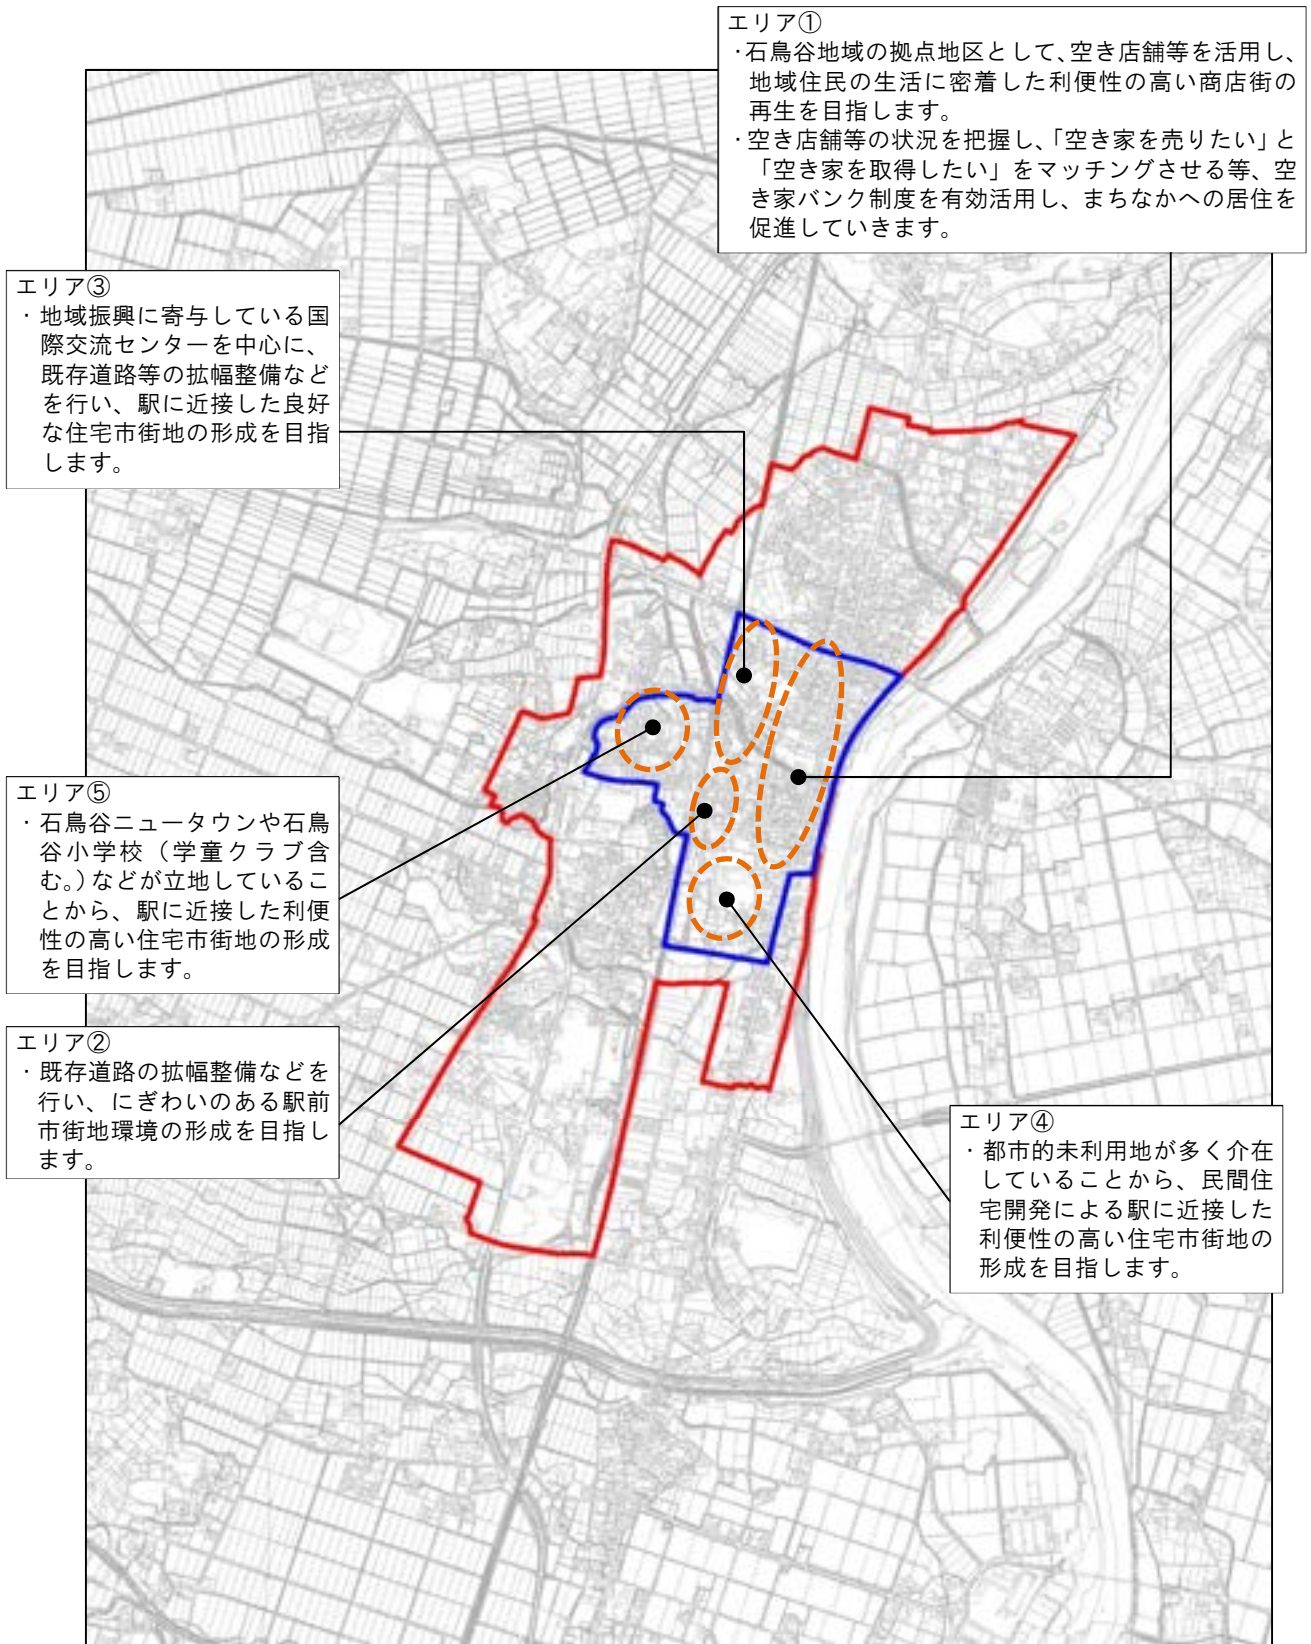 エリア①
・石鳥谷地域の拠点地区として、空き店舗等を活用し、
地域住民の生活に密着した利便性の高い商店街の
再生を目指します。
・空き店舗等の状況を把握し、「空き家を売りたい」と
「空き家を取得したい」をマッチングさせる等、空
き家バンク制度を有効活用し、まちなかへの居住を
促進していきます。
エリア③
・地域振興に寄与している国
際交流センターを中心に、
既存道路等の拡幅整備など
を行い、駅に近接した良好
な住宅市街地の形成を目指
します。
エリア⑤
・石鳥谷ニュータウンや石鳥
谷小学校（学童クラブ含
む。）などが立地しているこ
とから、駅に近接した利便
性の高い住宅市街地の形成
を目指します。
エリア②
・既存道路の拡幅整備などを
行い、にぎわいのある駅前
市街地環境の形成を目指し
ます。
エリア④
・都市的未利用地が多く介在
していることから、民間住
宅開発による駅に近接した
利便性の高い住宅市街地の
形成を目指します。